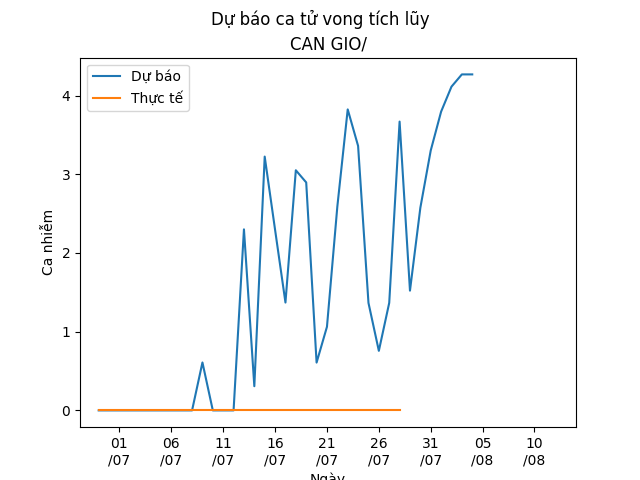 Dự báo ca tử vong tích lũy
CAN GIO/
Dự báo
Thực tế
Ca nhiễm
4
3
2
1
0
01 06 11 16 21 26 31 05 10
/07 /07 /07 /07 /07 /07 /07 /08 /08
Ngày